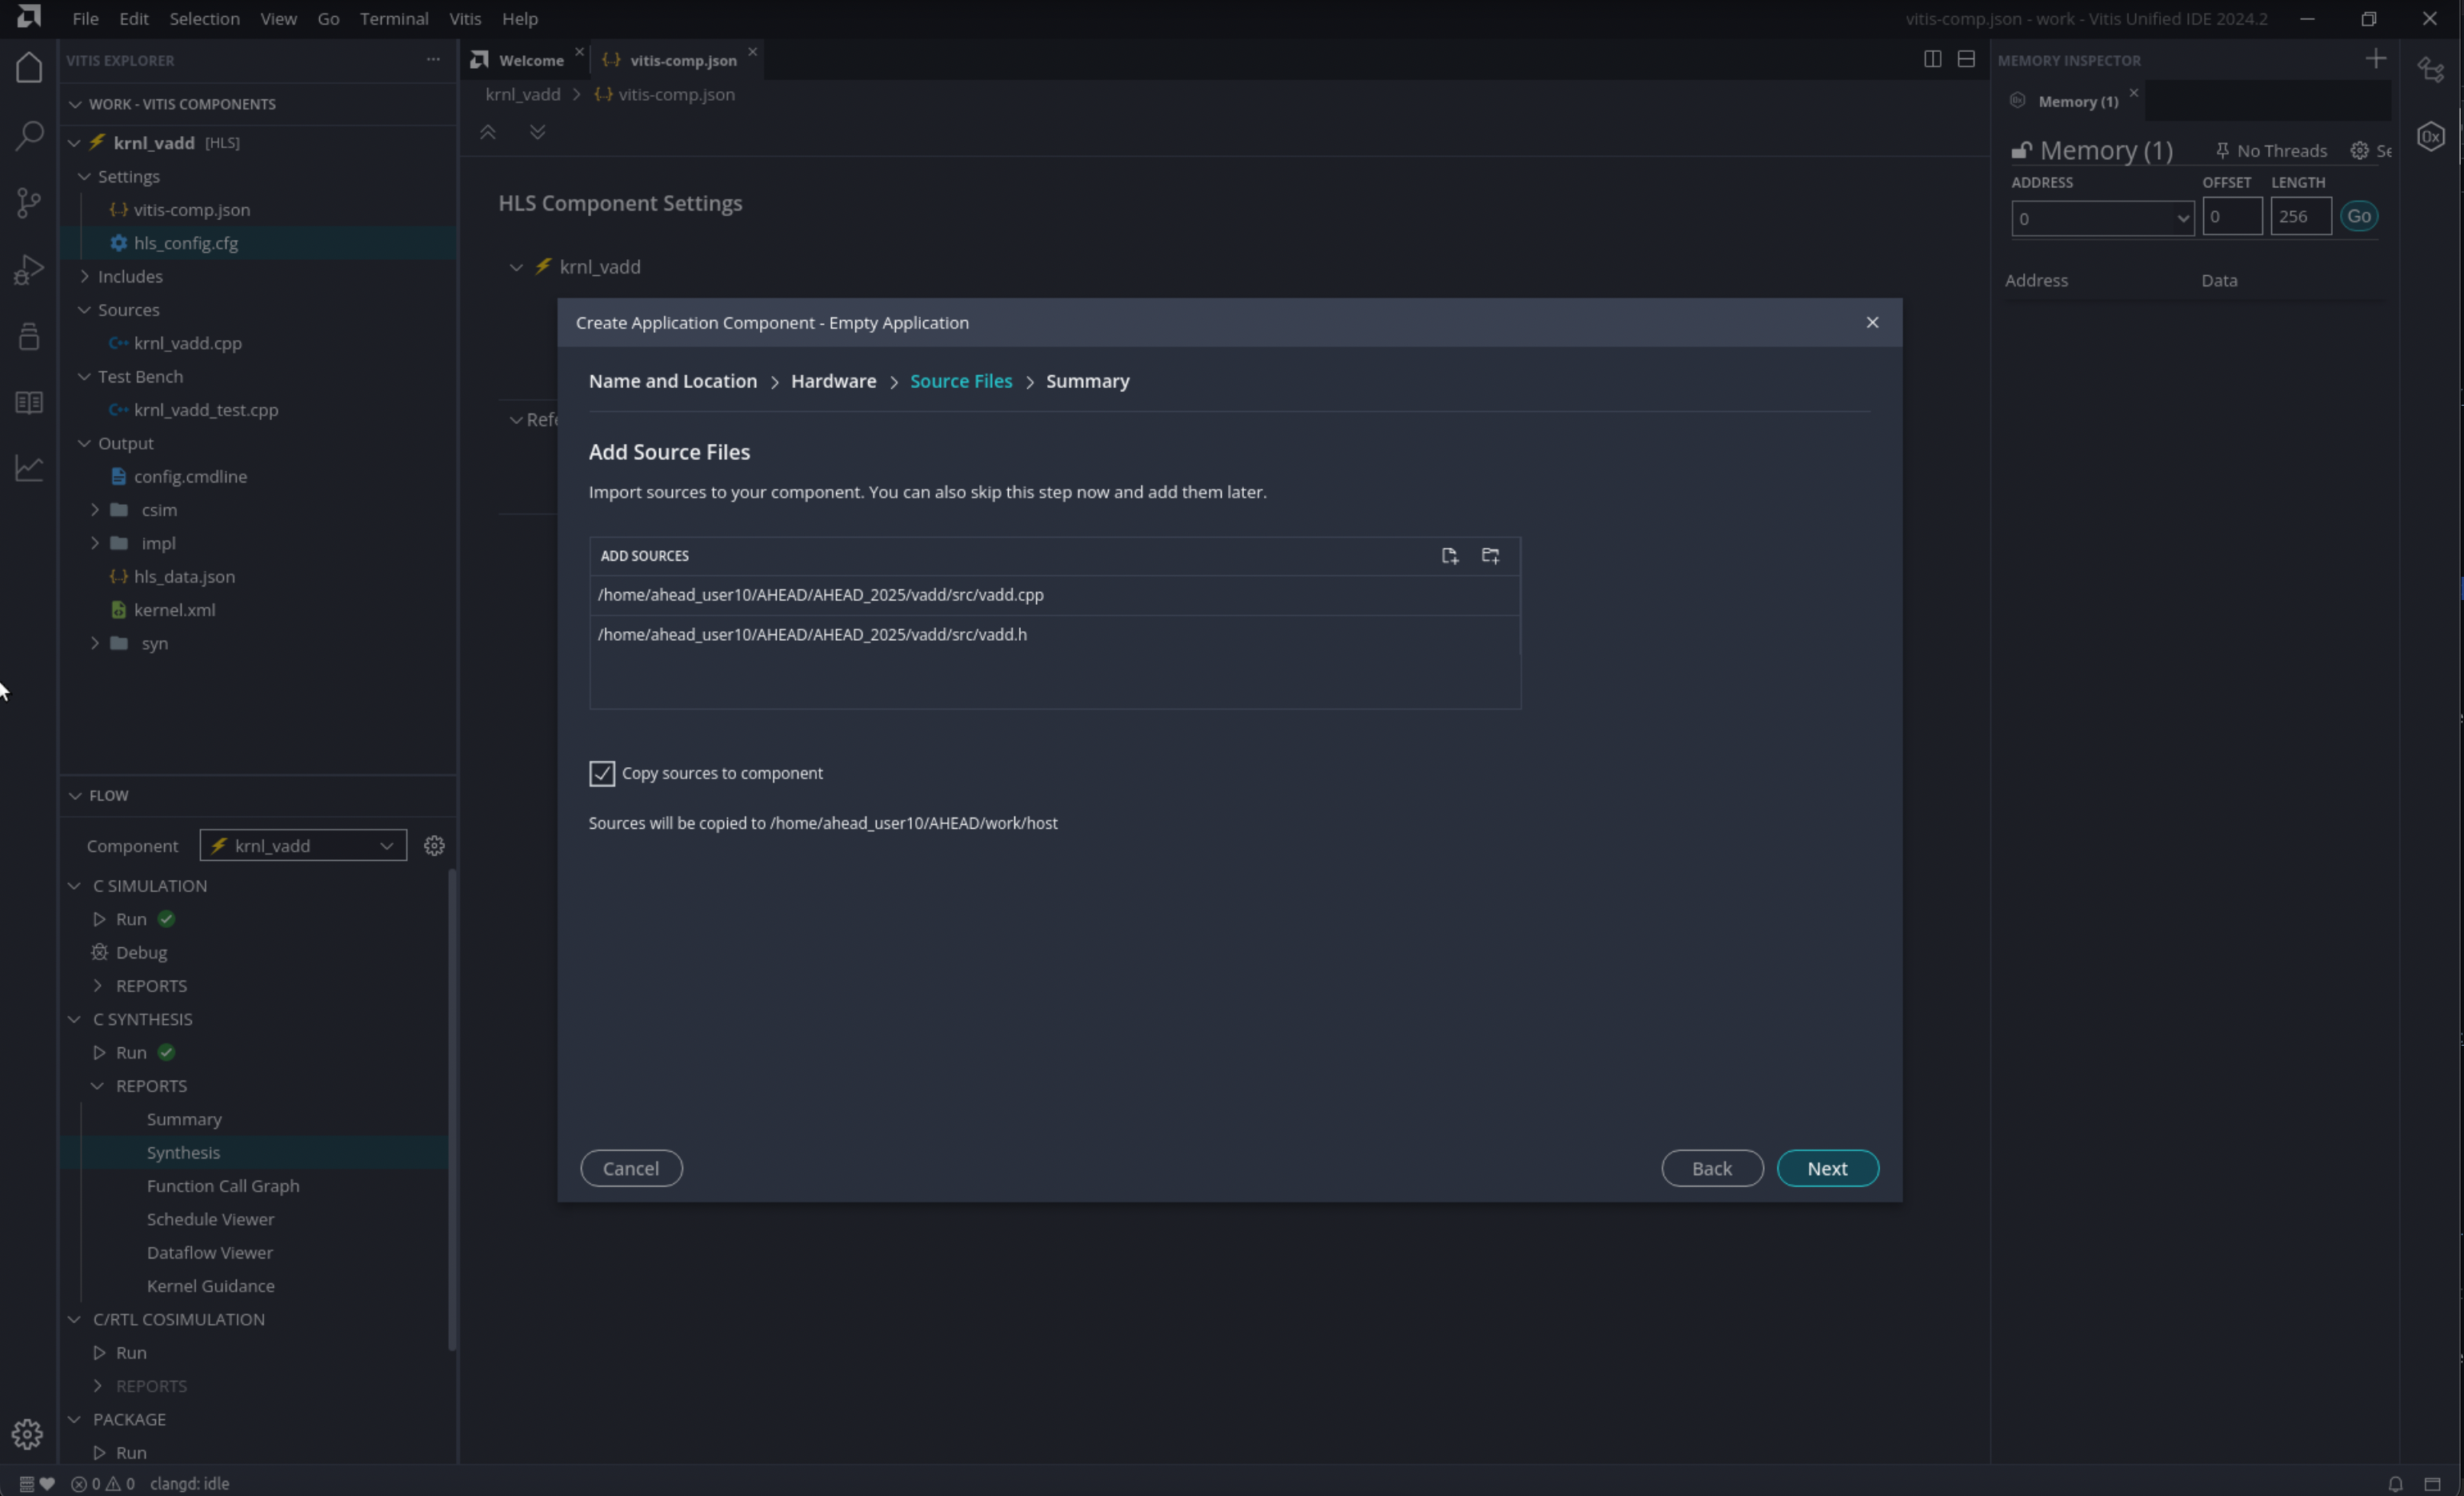 File Edit Selection View Go Terminal Vitis Help
vitis-comp.json - work - Vitis Unified IDE 2024.2
VITIS EXPLORER
WORK - VITIS COMPONENTS
krnl_vadd [HLS]
Settings
vitis-comp.json
hls_config.cfg
Includes
Sources
krnl_vadd.cpp
Test Bench
krnl_vadd_test.cpp
Output
config.cmdline
csim
impl
hls_data.json
kernel.xml
syn
FLOW
Component krnl_vadd
C SIMULATION
Run
Debug
REPORTS
C SYNTHESIS
Run
REPORTS
Summary
Synthesis
Function Call Graph
Schedule Viewer
Dataflow Viewer
Kernel Guidance
C/RTL COSIMULATION
Run
REPORTS
PACKAGE
Run
0 0 clangd: idle
Welcome
vitis-comp.json
krnl_vadd > {..} vitis-comp.json
HLS Component Settings
krnl_vadd
Refe
Create Application Component - Empty Application
Name and Location > Hardware > Source Files > Summary
Add Source Files
Import sources to your component. You can also skip this step now and add them later.
ADD SOURCES
/home/ahead_user10/AHEAD/AHEAD_2025/vadd/src/vadd.cpp
/home/ahead_user10/AHEAD/AHEAD_2025/vadd/src/vadd.h
Copy sources to component
Sources will be copied to /home/ahead_user10/AHEAD/work/host
Cancel
Back
Next
MEMORY INSPECTOR
Memory (1)
Memory (1) No Threads Se
ADDRESS OFFSET LENGTH
0 0 256 Go
Address Data
0x